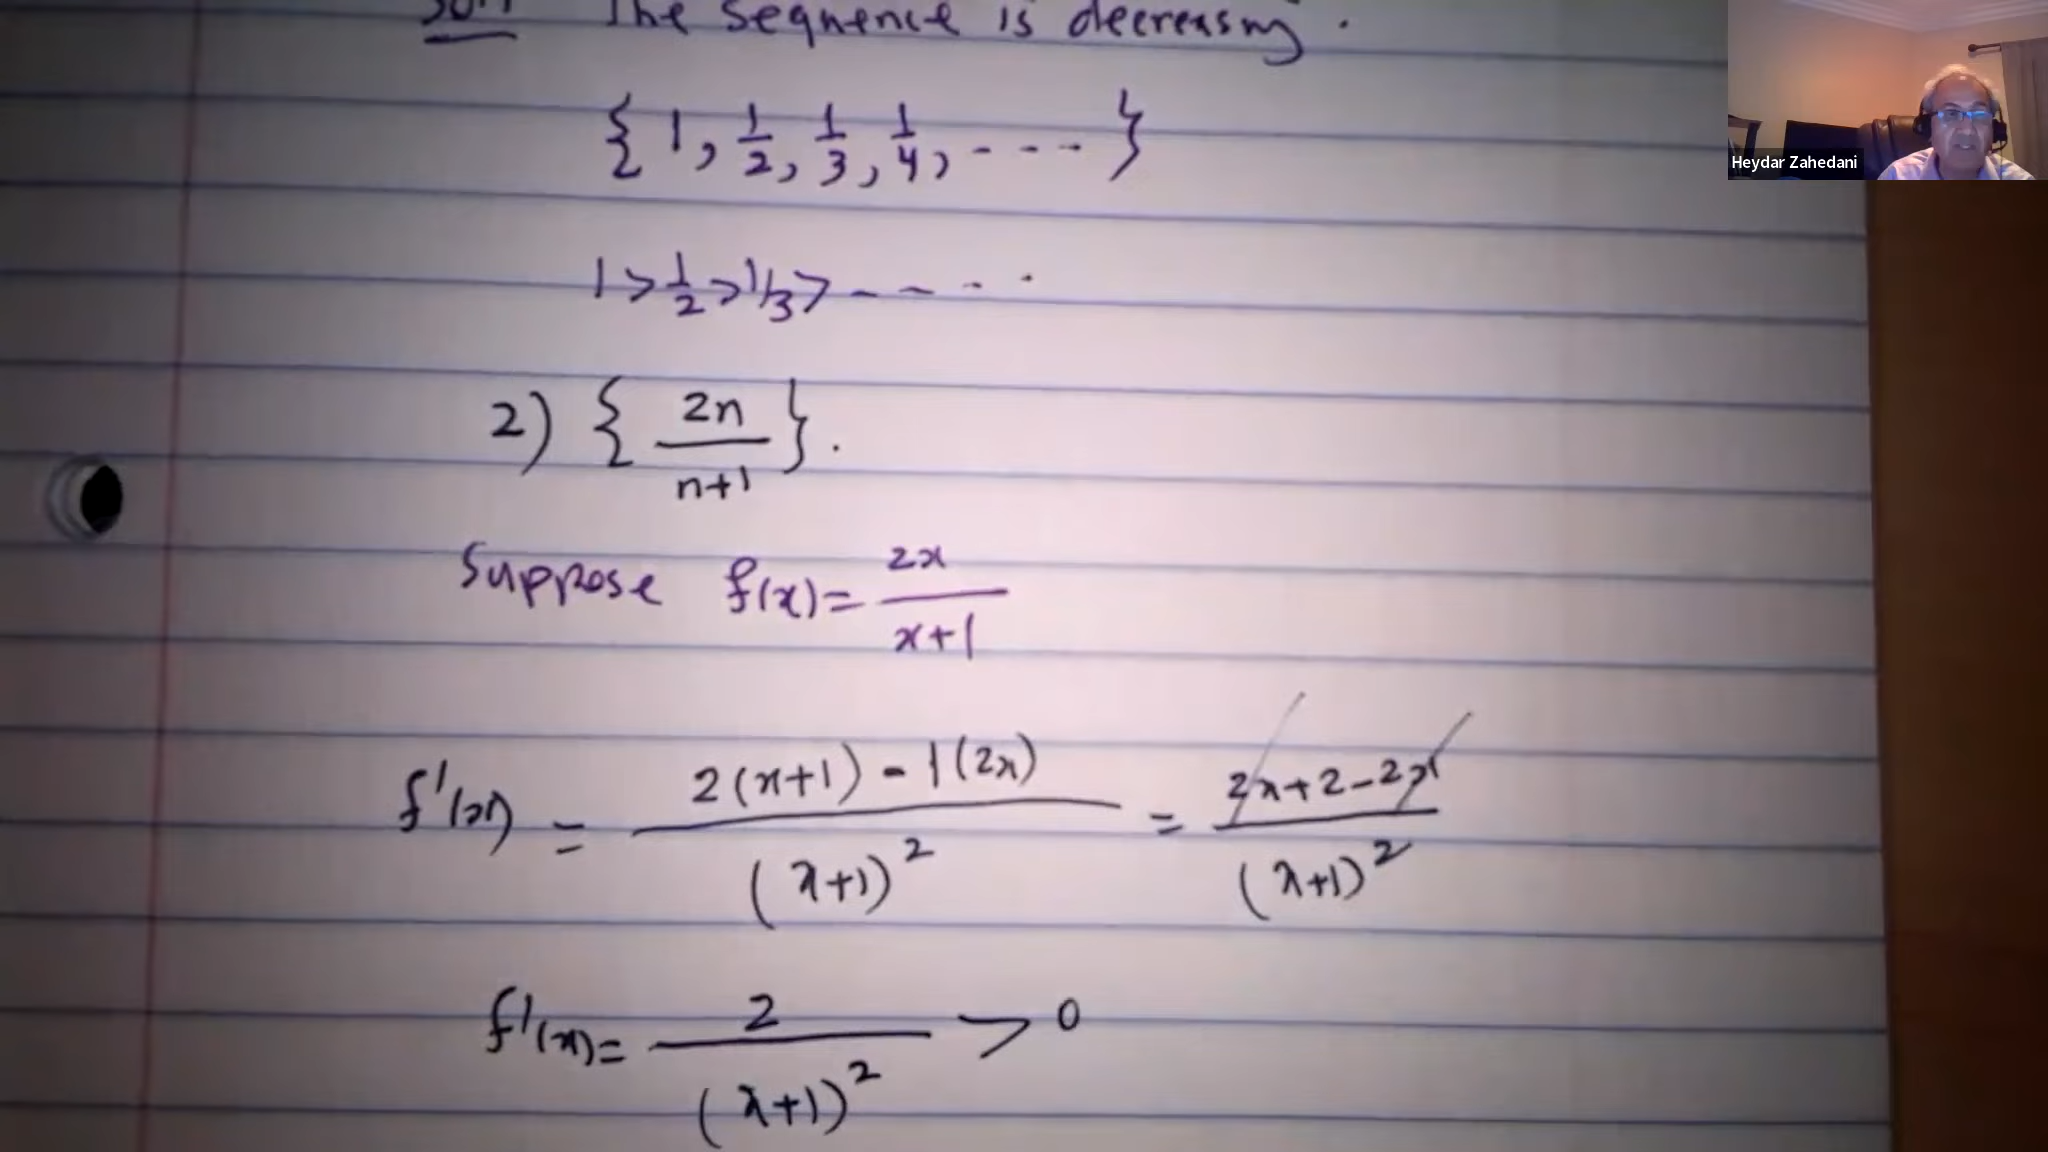 Soln The sequence is decreasing.
{ 1, 1/2, 1/3, 1/4, - - - - }
1 > 1/2 > 1/3 > - - - -
2) { 2n/n+1 }.
Suppose f(x) = 2x/x+1
f'(x) = 2(x+1) - 1(2x)/(x+1)² = 2x+2-2x/(x+1)²
f'(x) = 2/(x+1)² > 0
Heydar Zahedani